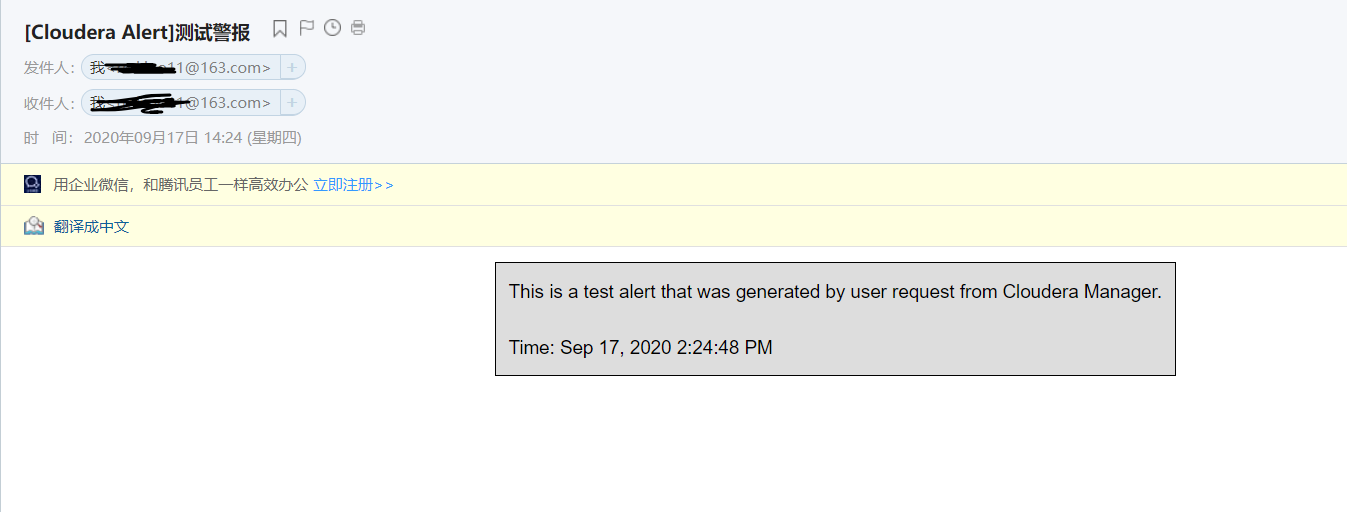 [Cloudera Alert]测试警报
发件人： 我 11@163.com>
收件人： 我 @163.com>
时 间： 2020年09月17日 14:24 (星期四)
用企业微信，和腾讯员工一样高效办公 立即注册>>
翻译成中文
This is a test alert that was generated by user request from Cloudera Manager.
Time: Sep 17, 2020 2:24:48 PM